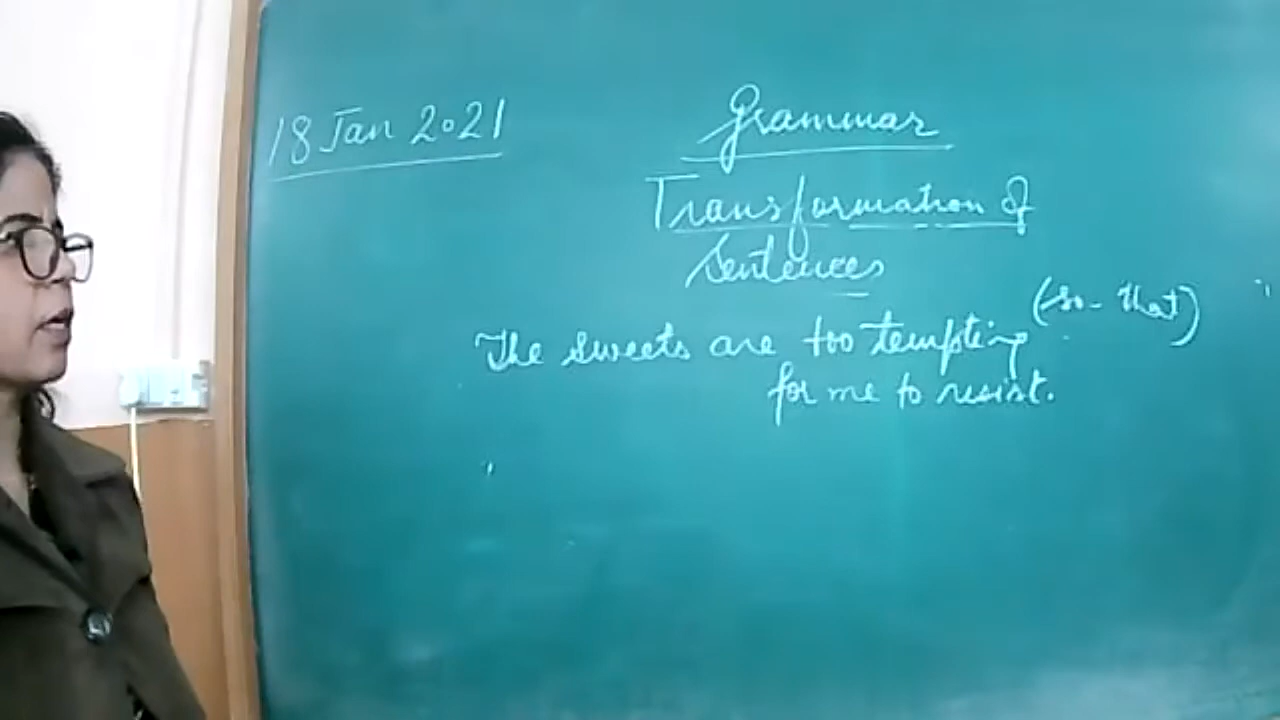 18 Jan 2021
Grammar
Transformation of
Sentences
(so - that)
The sweets are too tempting
for me to resist.